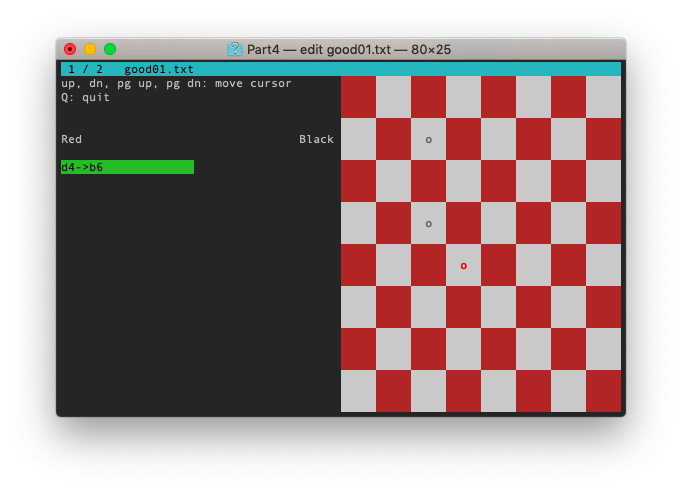 Part4 — edit good01.txt — 80×25
1 / 2   good01.txt
up, dn, pg up, pg dn: move cursor
Q: quit
Red Black
o
d4->b6
o
o